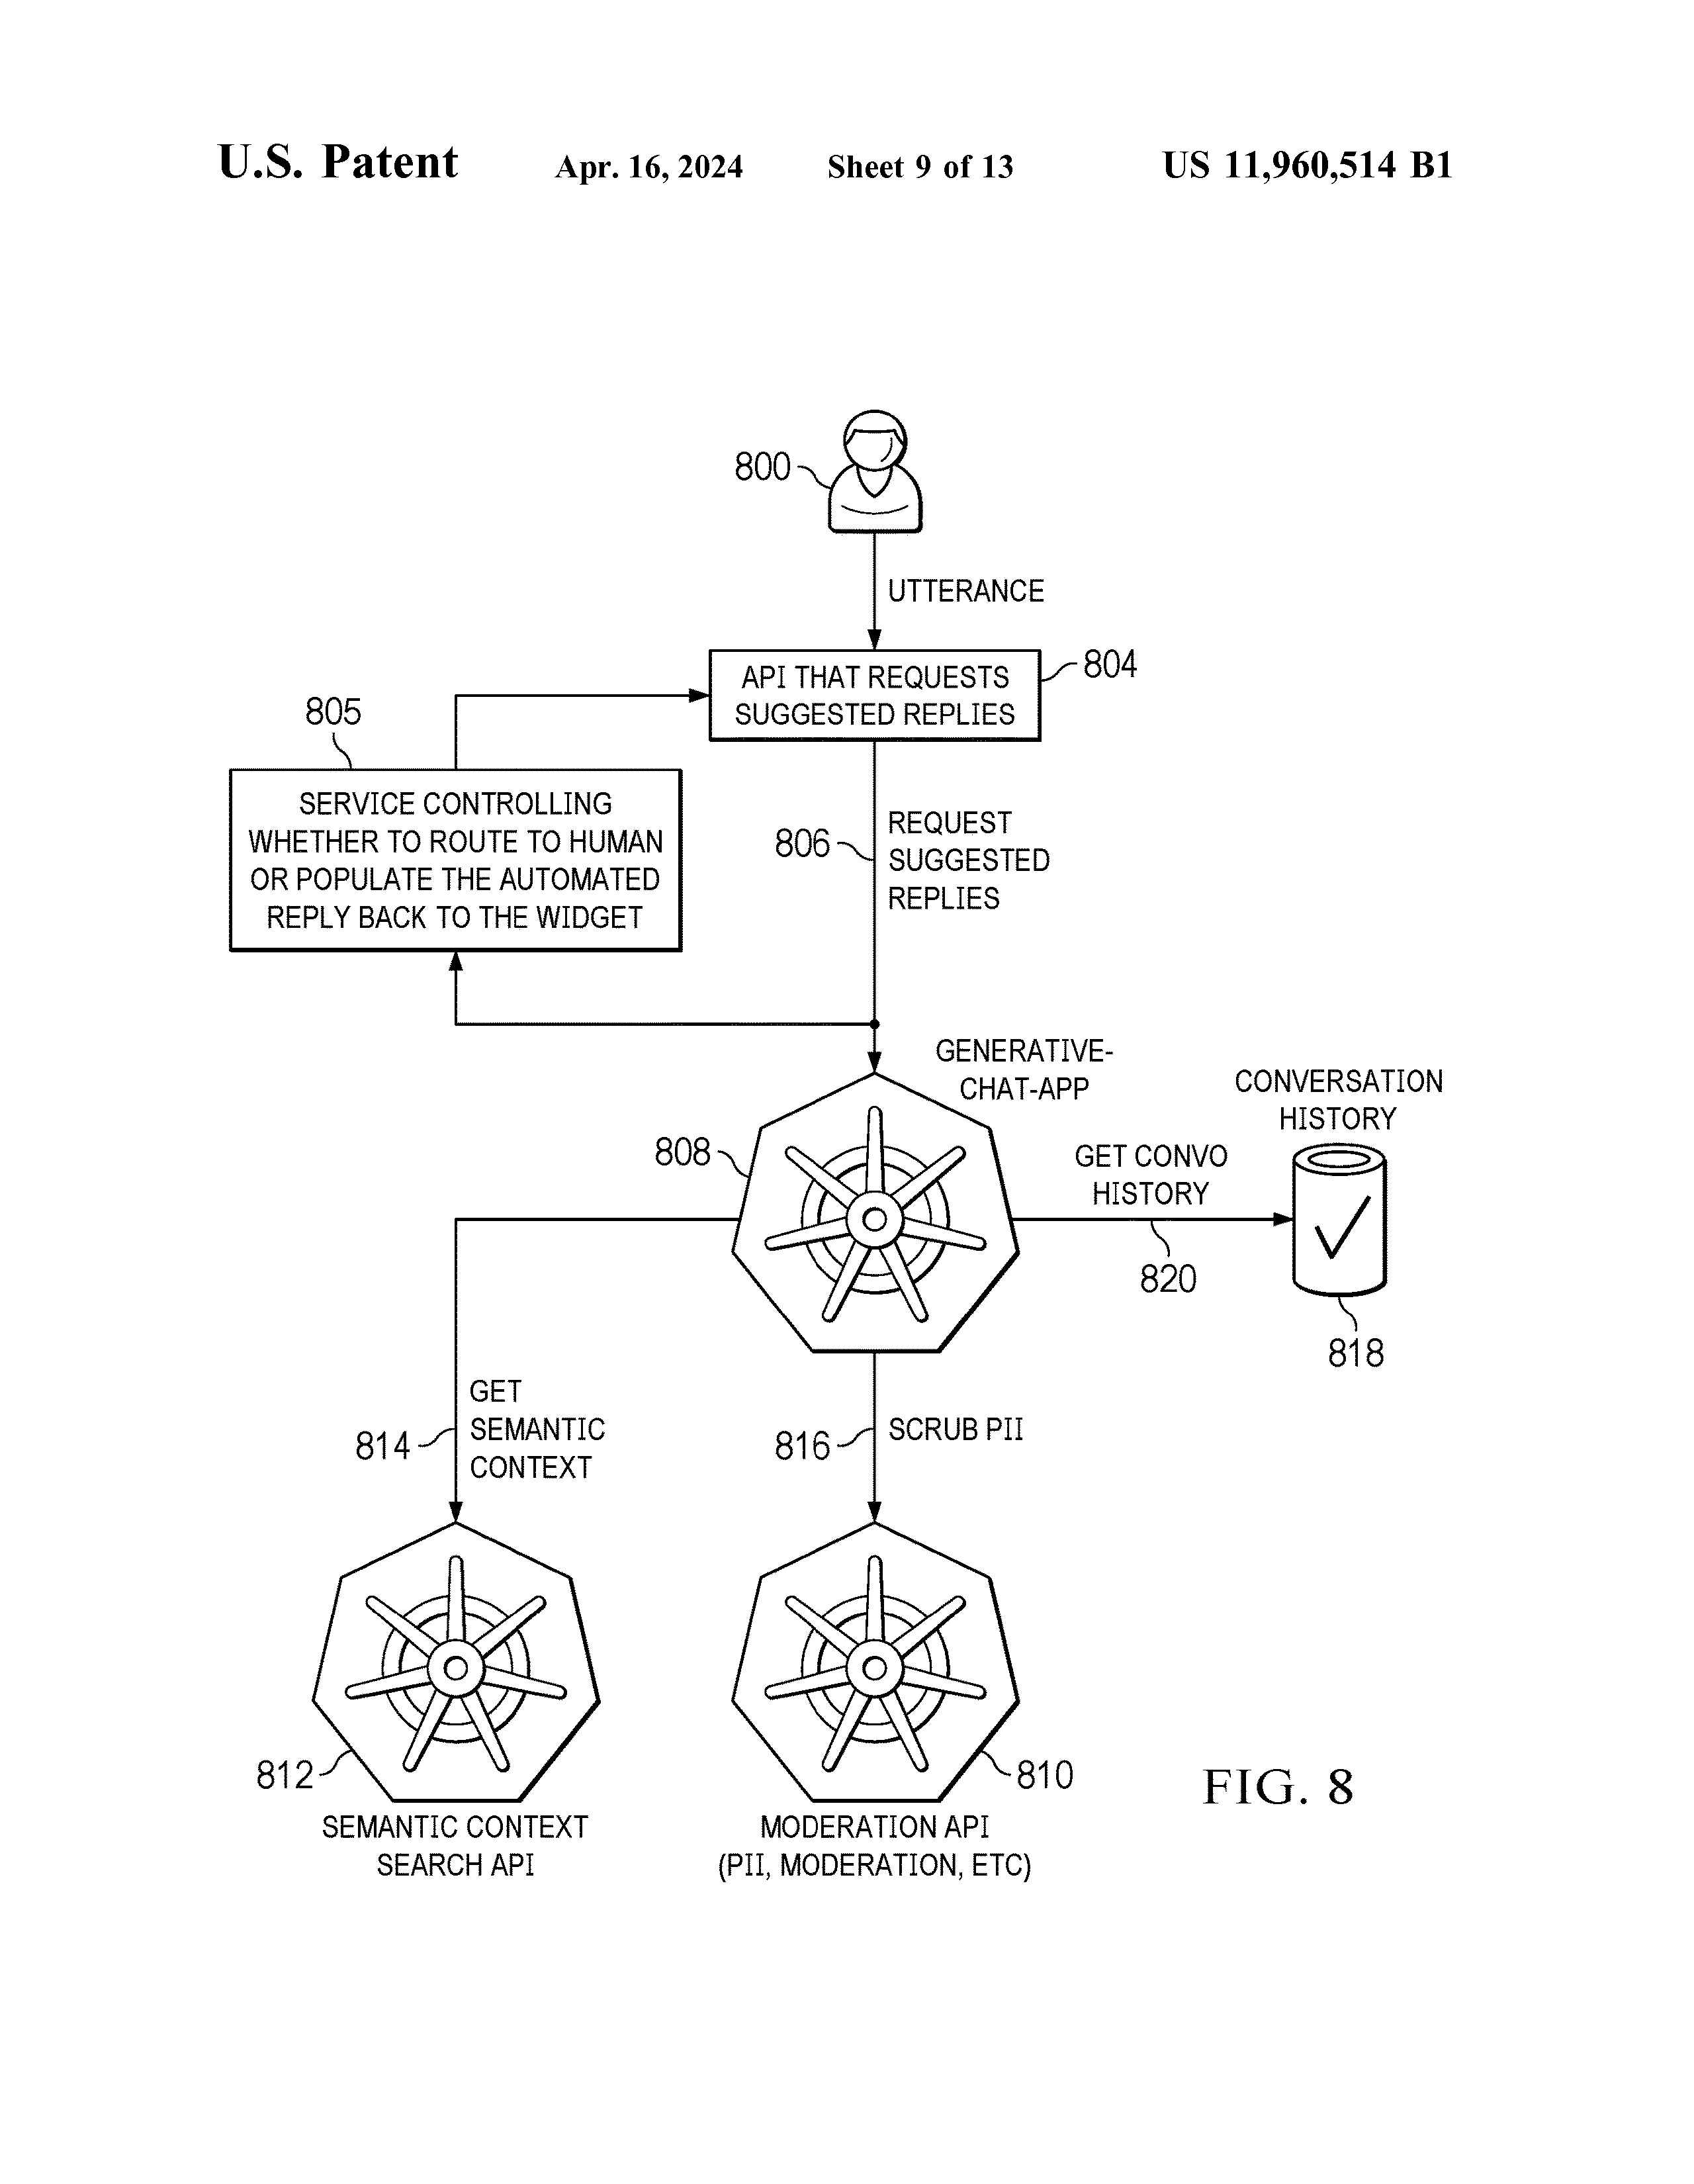 U.S. Patent Apr. 16, 2024 Sheet 9 of 13 US 11,960,514 B1
800
UTTERANCE
API THAT REQUESTS
SUGGESTED REPLIES
804
805
SERVICE CONTROLLING
WHETHER TO ROUTE TO HUMAN
OR POPULATE THE AUTOMATED
REPLY BACK TO THE WIDGET
806
REQUEST
SUGGESTED
REPLIES
GENERATIVE-
CHAT-APP
808
CONVERSATION
HISTORY
GET CONVO
HISTORY
820
818
GET
SEMANTIC
CONTEXT
814
816
SCRUB PII
812
SEMANTIC CONTEXT
SEARCH API
810
MODERATION API
(PII, MODERATION, ETC)
FIG. 8